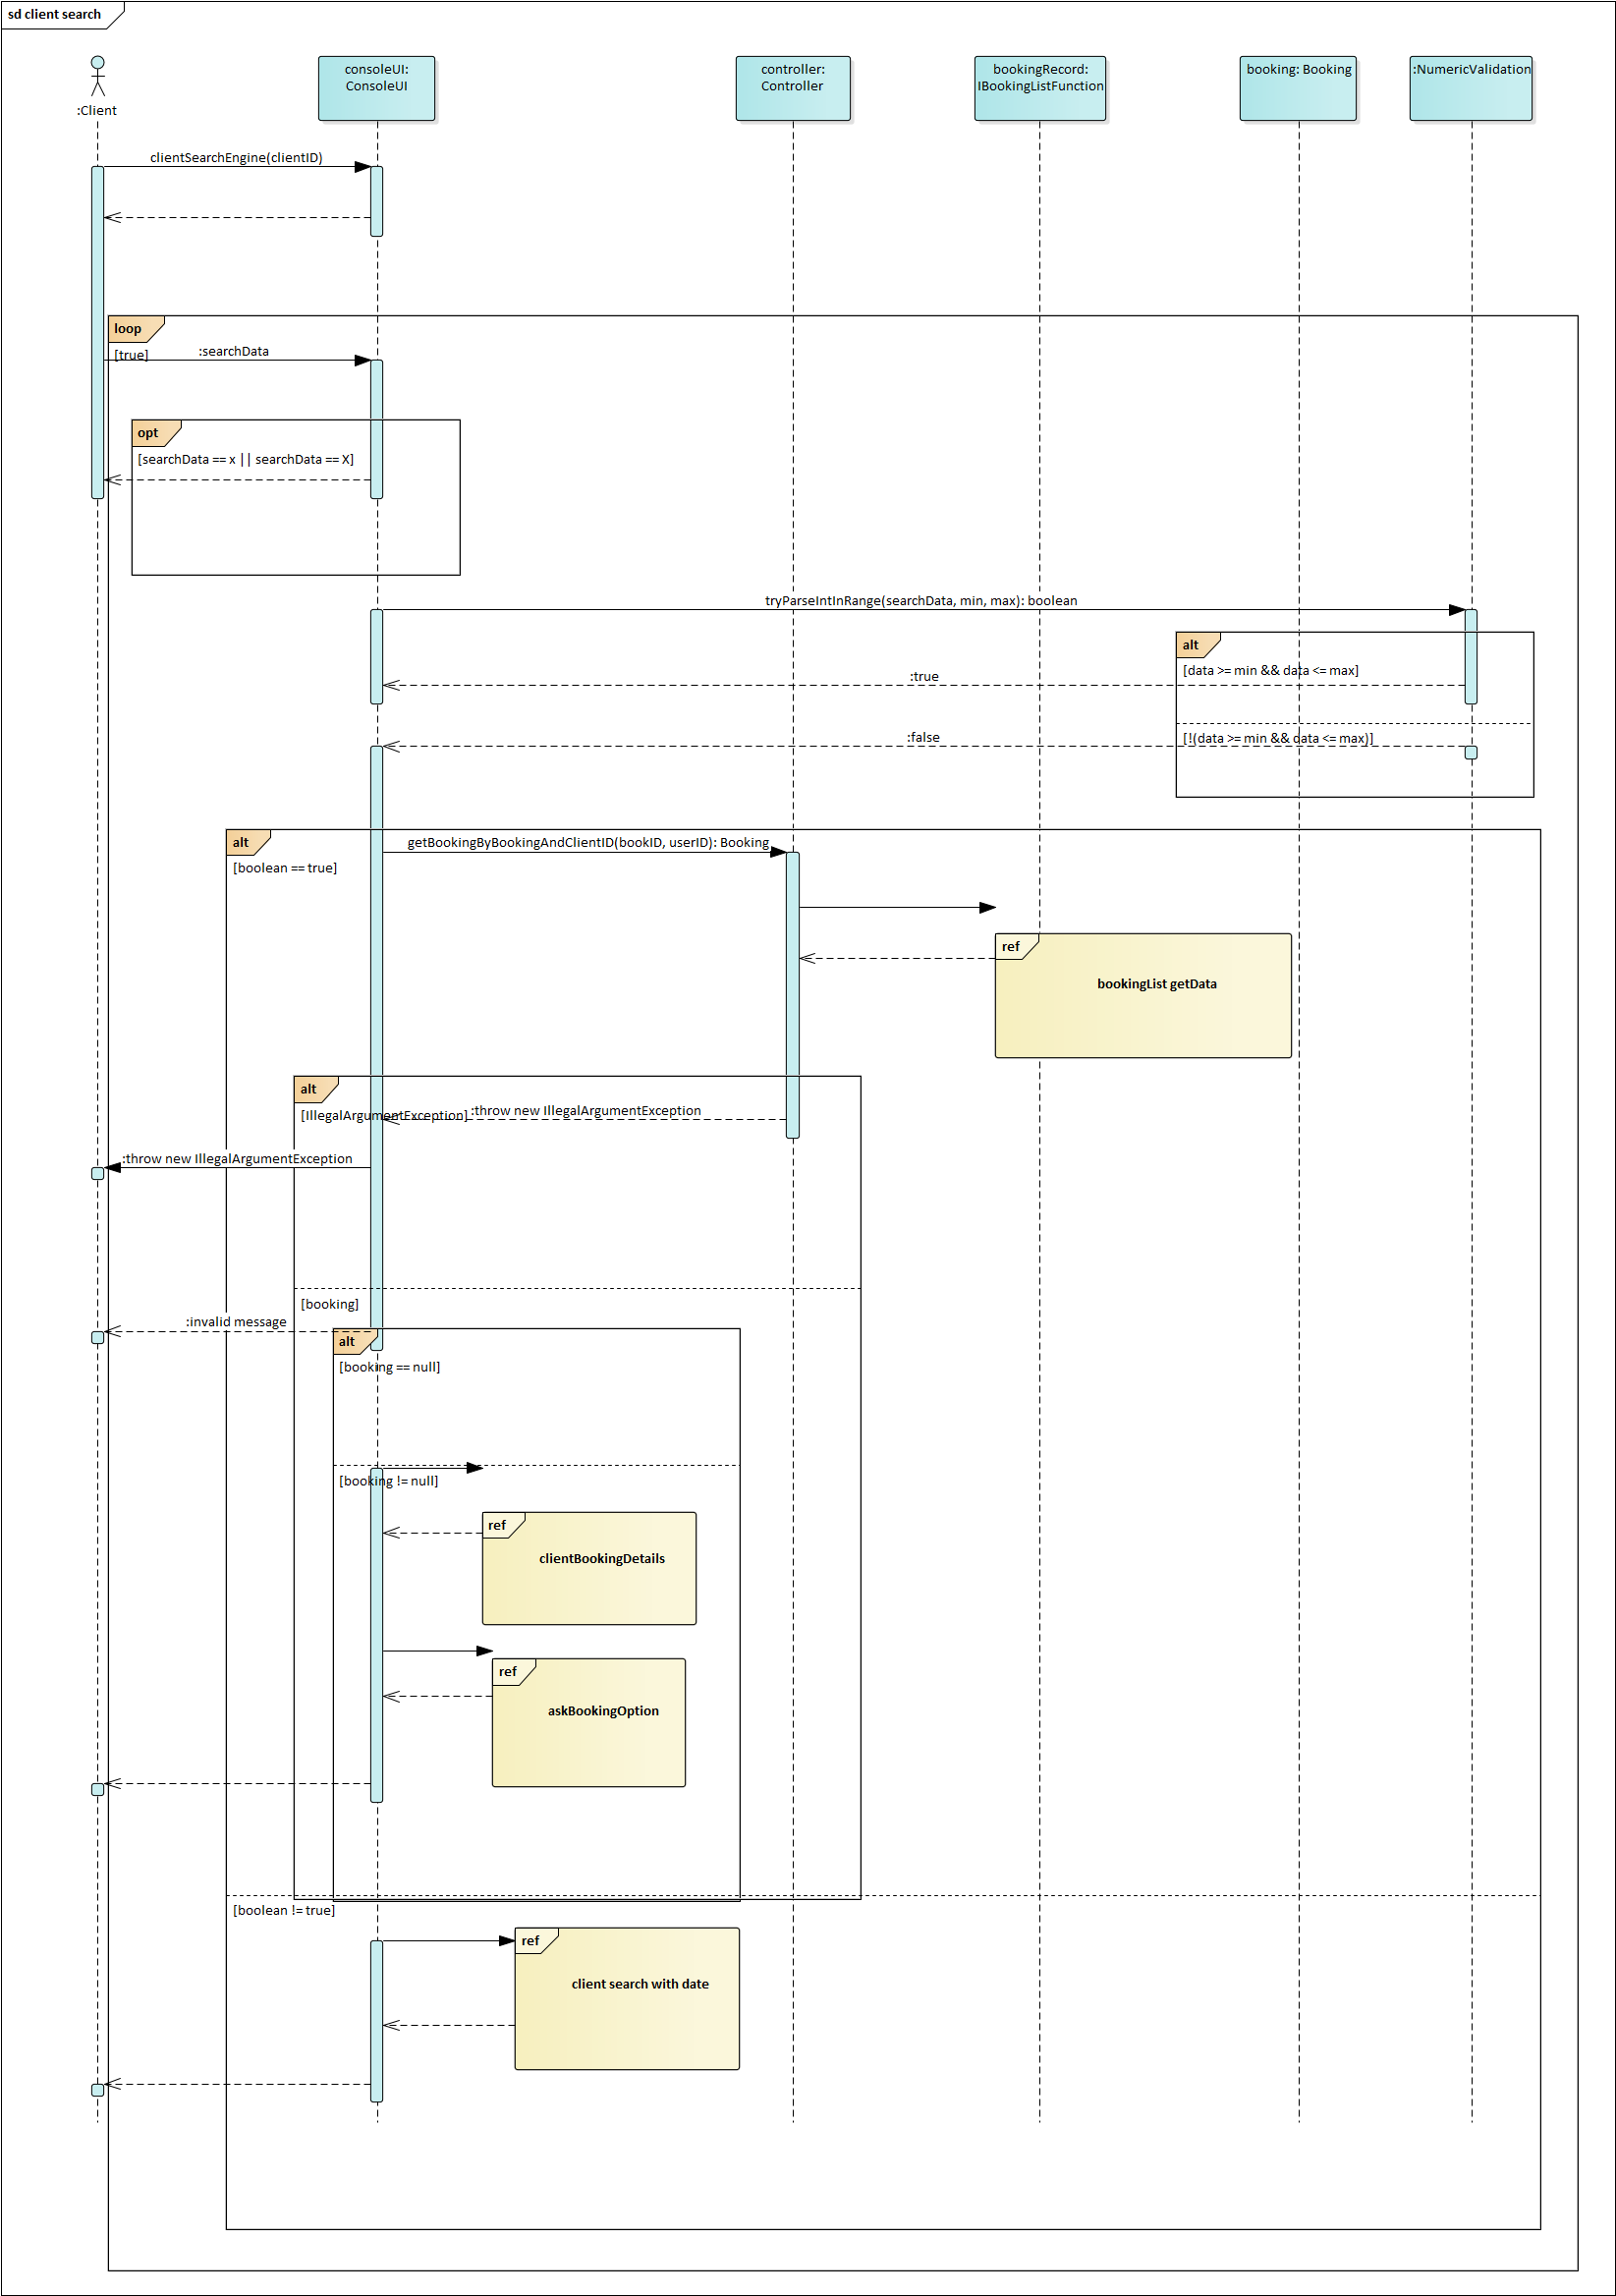 sd client search
:Client
consoleUI:
ConsoleUI
controller:
Controller
bookingRecord:
IBookingListFunction
booking: Booking
:NumericValidation
clientSearchEngine(clientID)
loop
[true]
:searchData
opt
[searchData == x || searchData == X]
tryParseIntInRange(searchData, min, max): boolean
alt
[data >= min && data <= max]
:true
:false
[!(data >= min && data <= max)]
alt
getBookingByBookingAndClientID(bookID, userID): Booking
[boolean == true]
ref
bookingList getData
alt
[IllegalArgumentException]
:throw new IllegalArgumentException
:throw new IllegalArgumentException
[booking]
:invalid message
alt
[booking == null]
[booking != null]
ref
clientBookingDetails
ref
askBookingOption
[boolean != true]
ref
client search with date